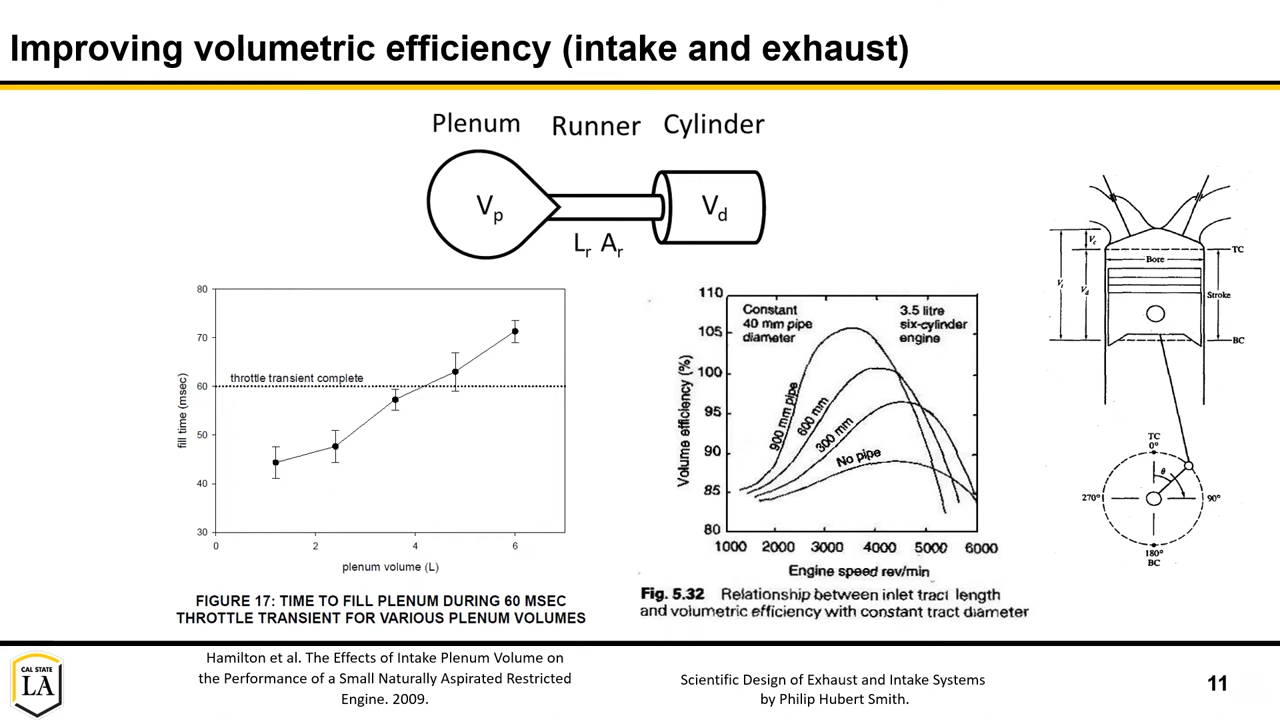 Improving volumetric efficiency (intake and exhaust)
Plenum Runner Cylinder
Vp
Vd
Lr Ar
80
70
60
50
40
30
fill time (msec)
throttle transient complete
0 2 4 6
plenum volume (L)
FIGURE 17: TIME TO FILL PLENUM DURING 60 MSEC
THROTTLE TRANSIENT FOR VARIOUS PLENUM VOLUMES
110
105
100
95
90
85
80
Volume efficiency (%)
Constant
40 mm pipe
diameter
3.5 litre
six-cylinder
engine
900 mm pipe
600 mm
300 mm
No pipe
1000 2000 3000 4000 5000 6000
Engine speed rev/min
Fig. 5.32 Relationship between inlet tract length
and volumetric efficiency with constant tract diameter
Vc
TC
Bore
Vt
Vd
Stroke
BC
TC
0°
θ
270°
90°
180°
BC
CAL STATE
LA
Hamilton et al. The Effects of Intake Plenum Volume on
the Performance of a Small Naturally Aspirated Restricted
Engine. 2009.
Scientific Design of Exhaust and Intake Systems
by Philip Hubert Smith.
11